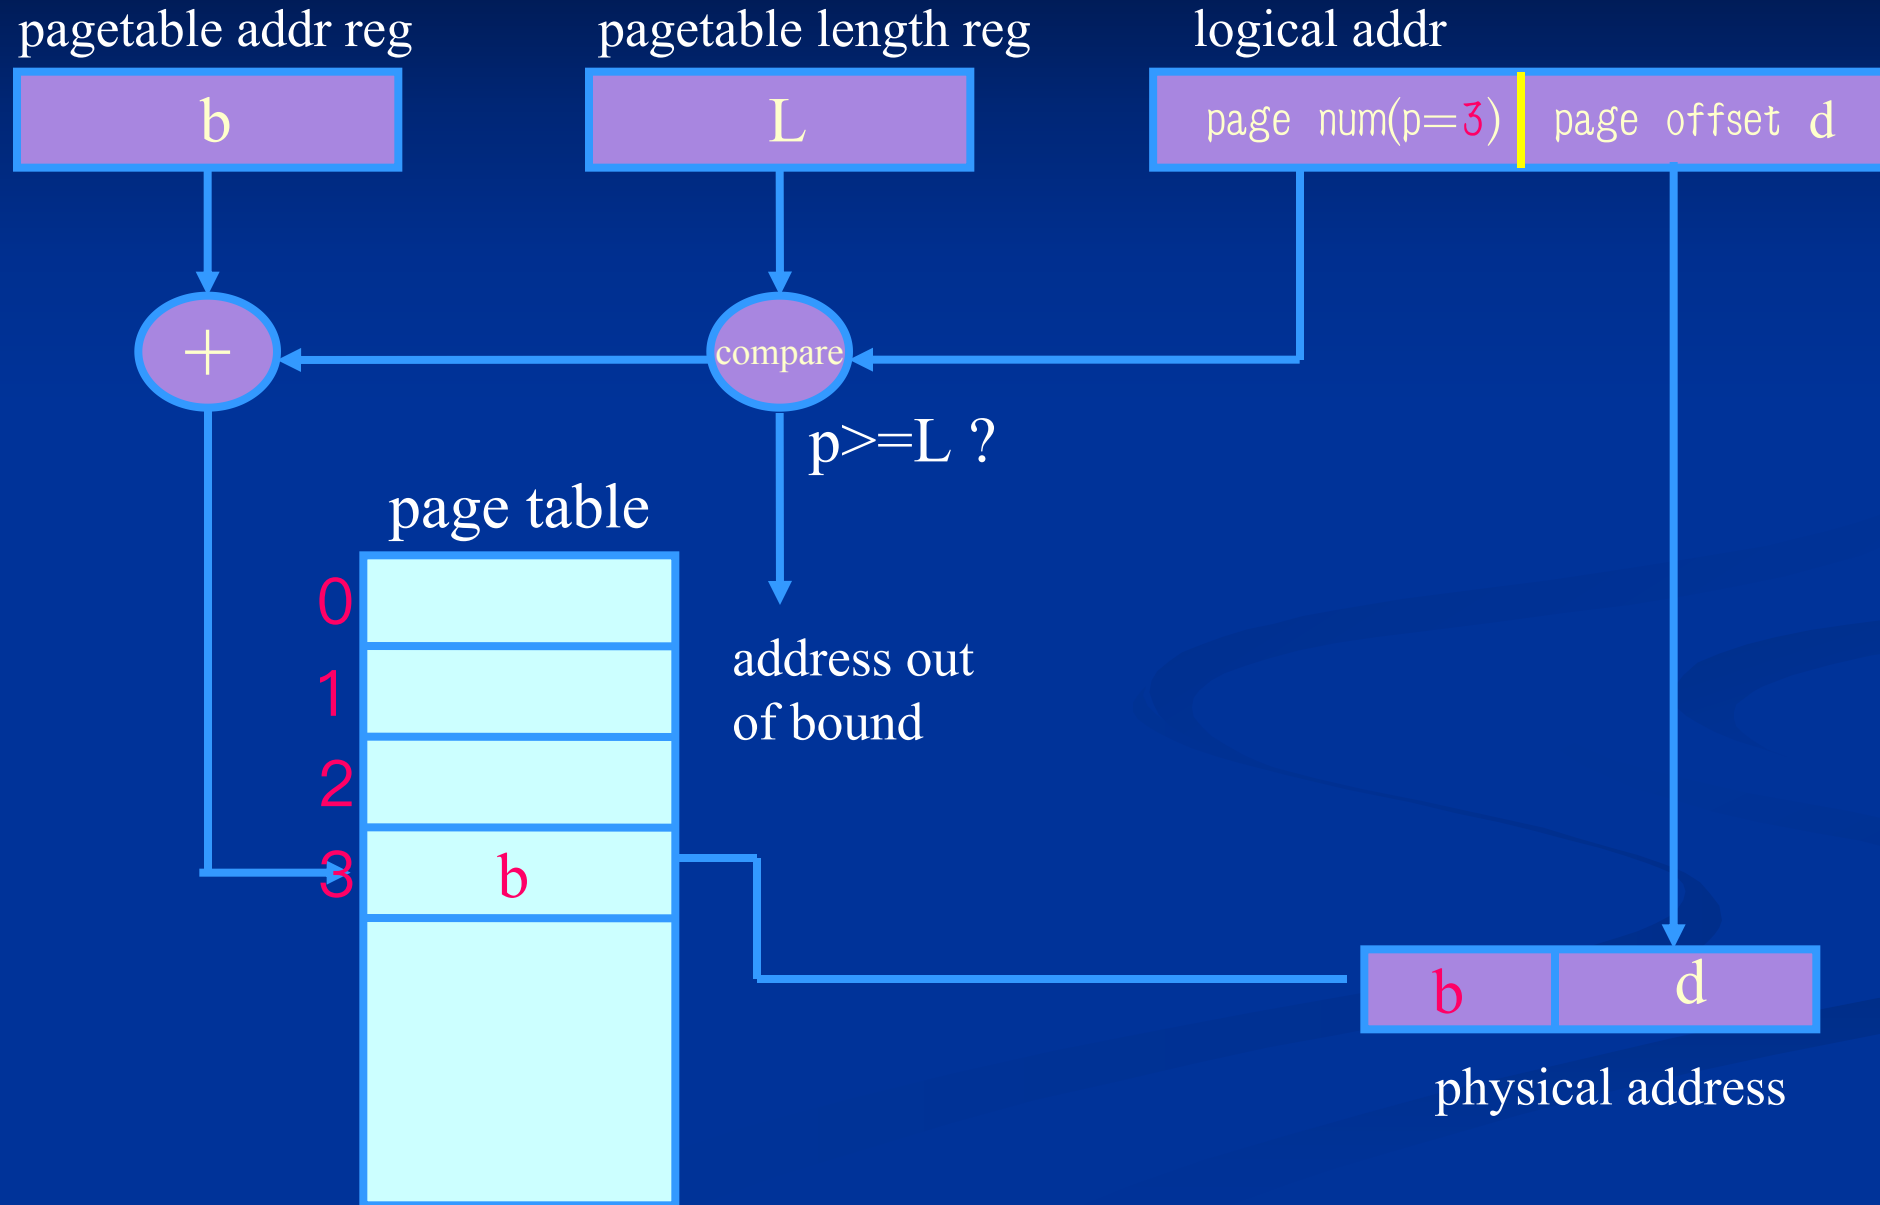 pagetable addr reg
pagetable length reg
logical addr
b
L
page num(p=3)
page offset d
+
compare
p>=L ?
page table
0
1
2
3
b
address out
of bound
b
d
physical address